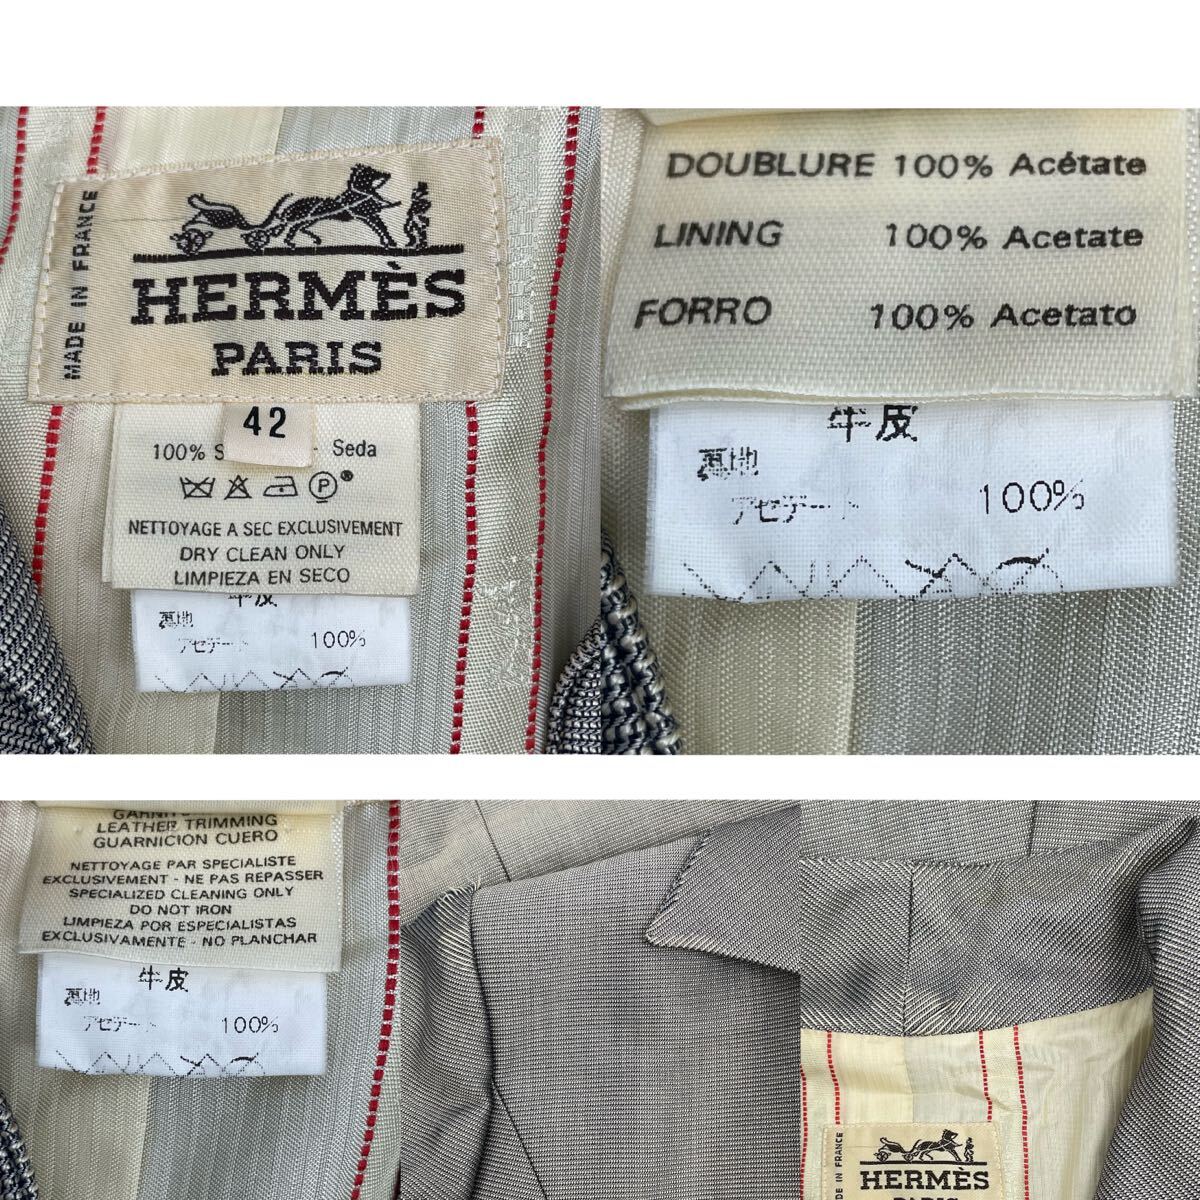 MADE IN FRANCE
HERMÈS
PARIS
42
100% S Seda
P ®
NETTOYAGE A SEC EXCLUSIVEMENT
DRY CLEAN ONLY
LIMPIEZA EN SECO
牛皮
裏地
アセテート 100%
DOUBLURE 100% Acétate
LINING 100% Acetate
FORRO 100% Acetato
牛皮
裏地
アセテート 100%
LEATHER TRIMMING
GUARNICION CUERO
NETTOYAGE PAR SPECIALISTE
EXCLUSIVEMENT - NE PAS REPASSER
SPECIALIZED CLEANING ONLY
DO NOT IRON
LIMPIEZA POR ESPECIALISTAS
EXCLUSIVAMENTE - NO PLANCHAR
牛皮
裏地
アセテート 100%
DE IN FRANCE
HERMÈS
PARIS